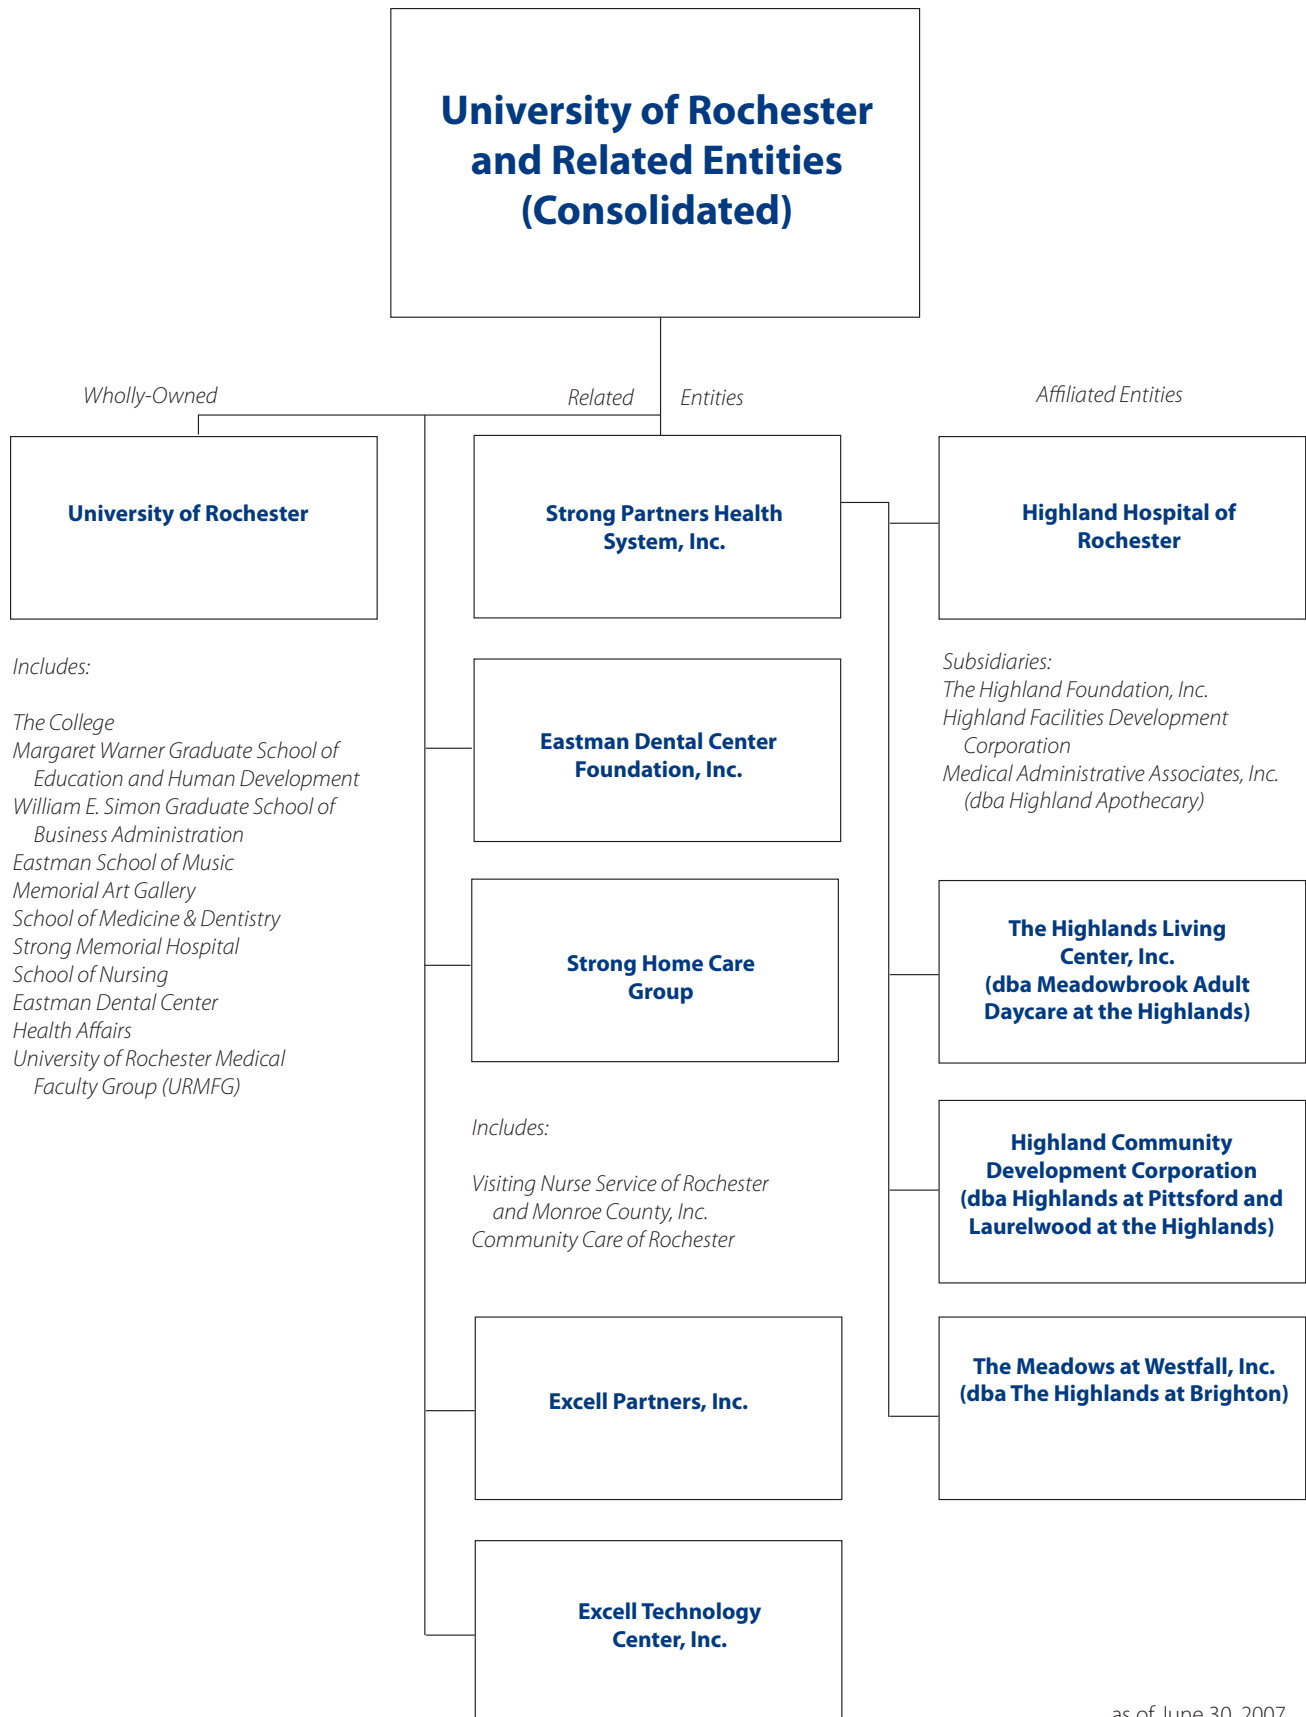 University of Rochester
and Related Entities
(Consolidated)
Wholly-Owned
Related Entities
Affiliated Entities
University of Rochester
Includes:
The College
Margaret Warner Graduate School of
Education and Human Development
William E. Simon Graduate School of
Business Administration
Eastman School of Music
Memorial Art Gallery
School of Medicine & Dentistry
Strong Memorial Hospital
School of Nursing
Eastman Dental Center
Health Affairs
University of Rochester Medical
Faculty Group (URMFG)
Strong Partners Health
System, Inc.
Eastman Dental Center
Foundation, Inc.
Strong Home Care
Group
Includes:
Visiting Nurse Service of Rochester
and Monroe County, Inc.
Community Care of Rochester
Excell Partners, Inc.
Excell Technology
Center, Inc.
Highland Hospital of
Rochester
Subsidiaries:
The Highland Foundation, Inc.
Highland Facilities Development
Corporation
Medical Administrative Associates, Inc.
(dba Highland Apothecary)
The Highlands Living
Center, Inc.
(dba Meadowbrook Adult
Daycare at the Highlands)
Highland Community
Development Corporation
(dba Highlands at Pittsford and
Laurelwood at the Highlands)
The Meadows at Westfall, Inc.
(dba The Highlands at Brighton)
as of June 30, 2007